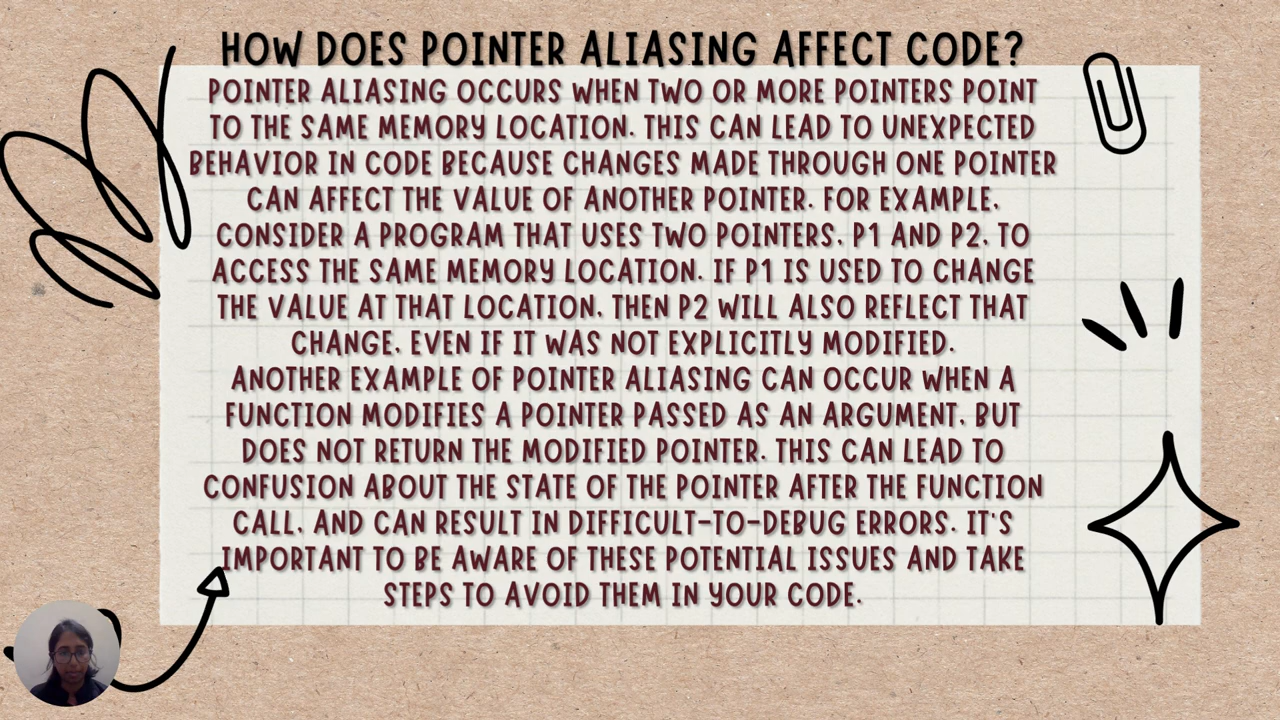 HOW DOES POINTER ALIASING AFFECT CODE?
POINTER ALIASING OCCURS WHEN TWO OR MORE POINTERS POINT
TO THE SAME MEMORY LOCATION. THIS CAN LEAD TO UNEXPECTED
BEHAVIOR IN CODE BECAUSE CHANGES MADE THROUGH ONE POINTER
CAN AFFECT THE VALUE OF ANOTHER POINTER. FOR EXAMPLE,
CONSIDER A PROGRAM THAT USES TWO POINTERS, P1 AND P2, TO
ACCESS THE SAME MEMORY LOCATION. IF P1 IS USED TO CHANGE
THE VALUE AT THAT LOCATION, THEN P2 WILL ALSO REFLECT THAT
CHANGE, EVEN IF IT WAS NOT EXPLICITLY MODIFIED.
ANOTHER EXAMPLE OF POINTER ALIASING CAN OCCUR WHEN A
FUNCTION MODIFIES A POINTER PASSED AS AN ARGUMENT, BUT
DOES NOT RETURN THE MODIFIED POINTER. THIS CAN LEAD TO
CONFUSION ABOUT THE STATE OF THE POINTER AFTER THE FUNCTION
CALL, AND CAN RESULT IN DIFFICULT-TO-DEBUG ERRORS. IT'S
IMPORTANT TO BE AWARE OF THESE POTENTIAL ISSUES AND TAKE
STEPS TO AVOID THEM IN YOUR CODE.